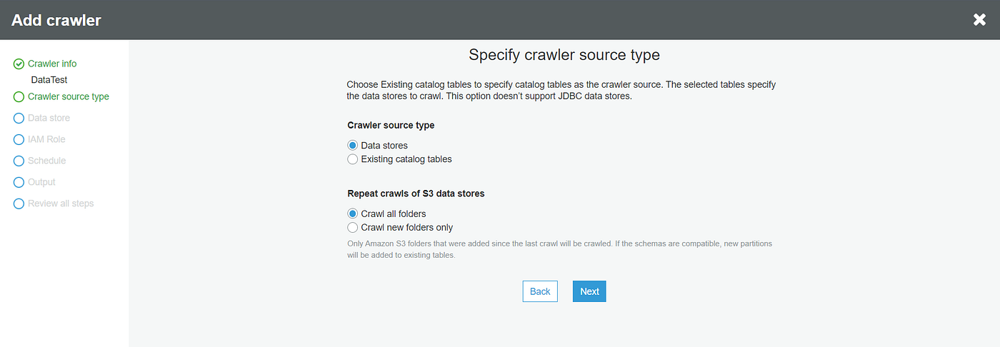 Add crawler
Crawler info
DataTest
Crawler source type
Data store
IAM Role
Schedule
Output
Review all steps
Specify crawler source type
Choose Existing catalog tables to specify catalog tables as the crawler source. The selected tables specify
the data stores to crawl. This option doesn’t support JDBC data stores.
Crawler source type
Data stores
Existing catalog tables
Repeat crawls of S3 data stores
Crawl all folders
Crawl new folders only
Only Amazon S3 folders that were added since the last crawl will be crawled. If the schemas are compatible, new partitions
will be added to existing tables.
Back
Next